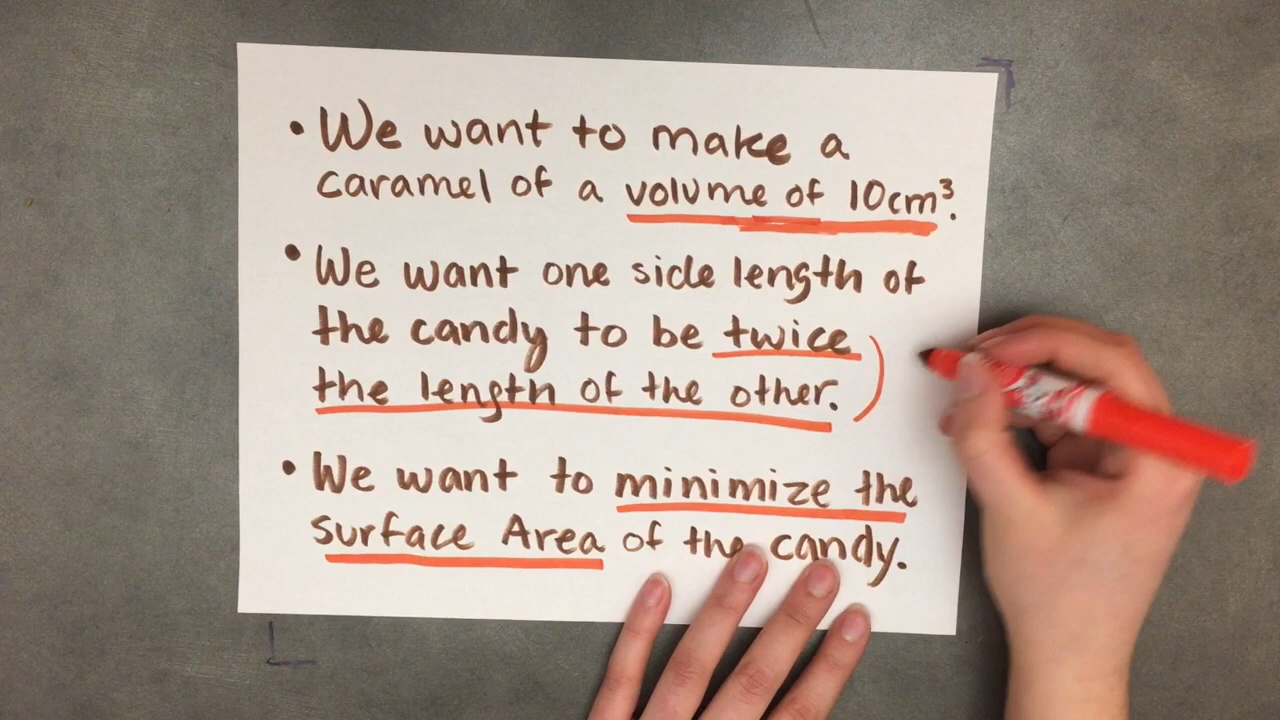 • We want to make a
caramel of a volume of 10cm³.
• We want one side length of
the candy to be twice
the length of the other.
• We want to minimize the
surface Area of the candy.